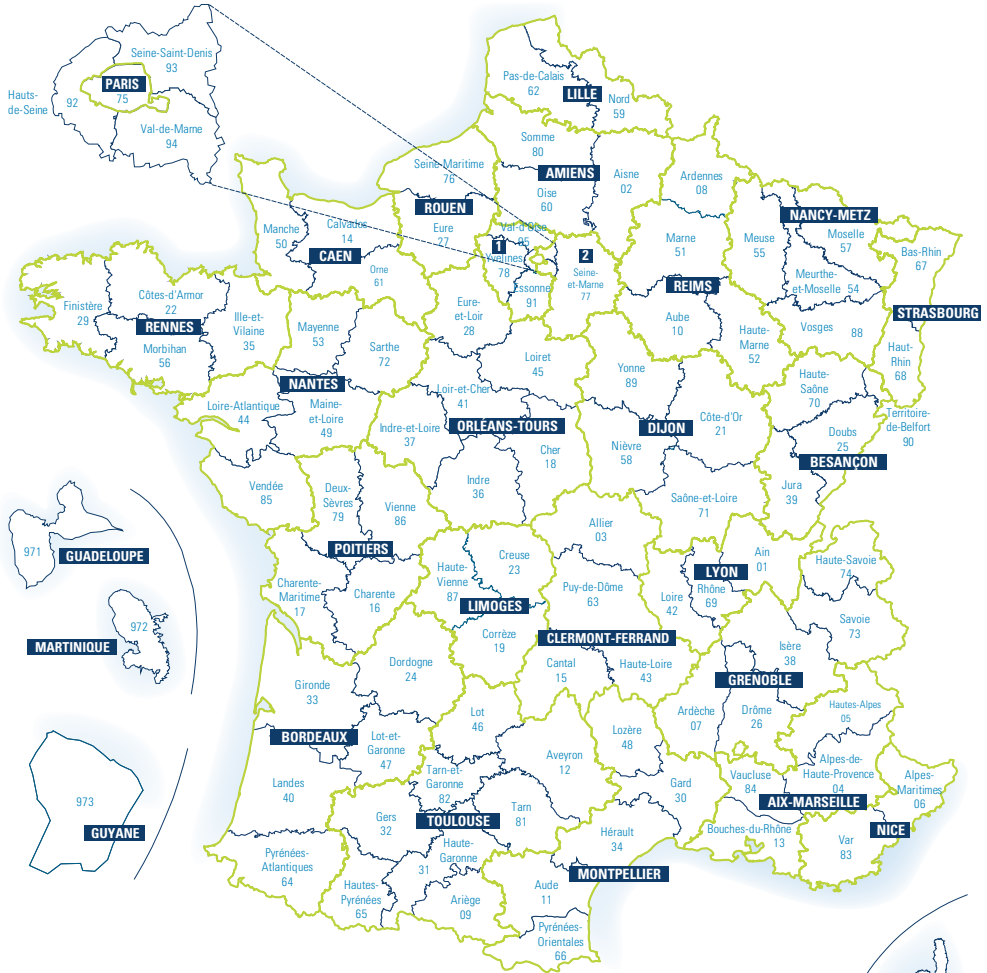 Seine-Saint-Denis
93
PARIS
75
Hauts-
de-Seine
92
Val-de-Marne
94
Pas-de-Calais
62
LILLE
Nord
59
Somme
80
AMIENS
Oise
60
Aisne
02
Ardennes
08
Seine-Maritime
76
ROUEN
Eure
27
Manche
50
Calvados
14
CAEN
Orne
61
Val-d'Oise
95
1
Yvelines
78
Essonne
91
2
Seine-
et-Marne
77
Marne
51
REIMS
Aube
10
Haute-
Marne
52
Meuse
55
NANCY-METZ
Moselle
57
Meurthe-
et-Moselle 54
Vosges 88
Bas-Rhin
67
STRASBOURG
Haut-
Rhin
68
Finistère
29
Côtes-d'Armor
22
RENNES
Morbihan
56
Ille-et-
Vilaine
35
Mayenne
53
Sarthe
72
NANTES
Loire-Atlantique
44
Maine-
et-Loire
49
Vendée
85
Eure-
et-Loir
28
Loiret
45
Loir-et-Cher
41
ORLÉANS-TOURS
Indre-et-Loire
37
Cher
18
Indre
36
Yonne
89
Côte-d'Or
21
DIJON
Nièvre
58
Saône-et-Loire
71
Haute-
Saône
70
Territoire-
de-Belfort
90
Doubs
25
BESANÇON
Jura
39
Deux-
Sèvres
79
Vienne
86
POITIERS
Charente-
Maritime
17
Charente
16
Haute-
Vienne
87
Creuse
23
LIMOGES
Corrèze
19
Allier
03
Puy-de-Dôme
63
CLERMONT-FERRAND
Cantal
15
Haute-Loire
43
Ain
01
LYON
Rhône
69
Loire
42
Haute-Savoie
74
Savoie
73
Isère
38
GRENOBLE
Ardèche
07
Drôme
26
Dordogne
24
Gironde
33
BORDEAUX
Lot-et-
Garonne
47
Landes
40
Pyrénées-
Atlantiques
64
Lot
46
Aveyron
12
Tarn-et-
Garonne
82
TOULOUSE
Gers
32
Tarn
81
Haute-
Garonne
31
Hautes-
Pyrénées
65
Ariège
09
Lozère
48
Gard
30
Hérault
34
MONTPELLIER
Aude
11
Pyrénées-
Orientales
66
Hautes-Alpes
05
Alpes-de-
Haute-Provence
04
Vaucluse
84
AIX-MARSEILLE
Bouches-du-Rhône
13
Alpes-
Maritimes
06
NICE
Var
83
971
GUADELOUPE
972
MARTINIQUE
973
GUYANE